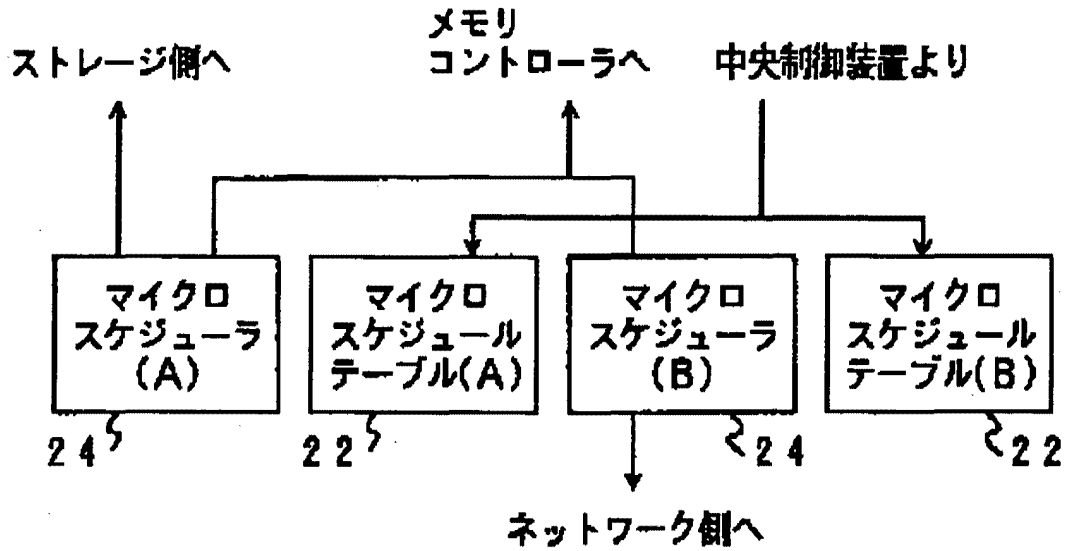 ストレージ側へ
メモリ
コントローラへ
中央制御装置より
マイクロ
スケジューラ
(A)
マイクロ
スケジュール
テーブル(A)
マイクロ
スケジューラ
(B)
マイクロ
スケジュール
テーブル(B)
24
22
24
22
ネットワーク側へ